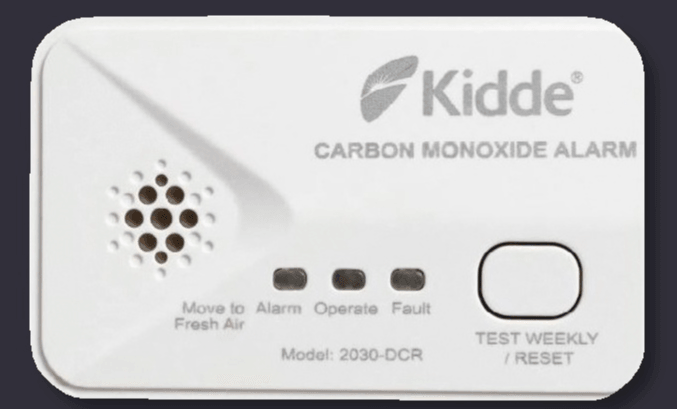 Kidde®
CARBON MONOXIDE ALARM
Move to Alarm Operate Fault
Fresh Air
Model: 2030-DCR
TEST WEEKLY
/ RESET